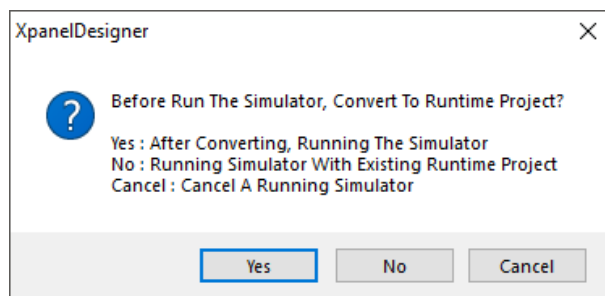 XpanelDesigner
Before Run The Simulator, Convert To Runtime Project?
Yes : After Converting, Running The Simulator
No : Running Simulator With Existing Runtime Project
Cancel : Cancel A Running Simulator
Yes
No
Cancel